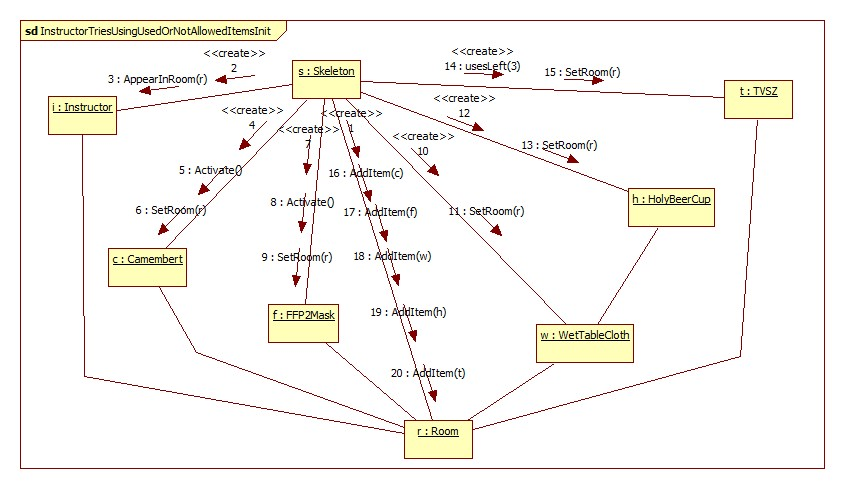 sd InstructorTriesUsingUsedOrNotAllowedItemsInit
<<create>>
2
3 : AppearInRoom(r)
s : Skeleton
<<create>>
14 : usesLeft(3)
15 : SetRoom(r)
t : TVSZ
i : Instructor
<<create>>
4
<<create>>
7
<<create>>
1
<<create>>
10
<<create>>
12
13 : SetRoom(r)
5 : Activate()
16 : AddItem(c)
6 : SetRoom(r)
8 : Activate()
17 : AddItem(f)
11 : SetRoom(r)
h : HolyBeerCup
c : Camembert
9 : SetRoom(r)
18 : AddItem(w)
f : FFP2Mask
19 : AddItem(h)
w : WetTableCloth
20 : AddItem(t)
r : Room